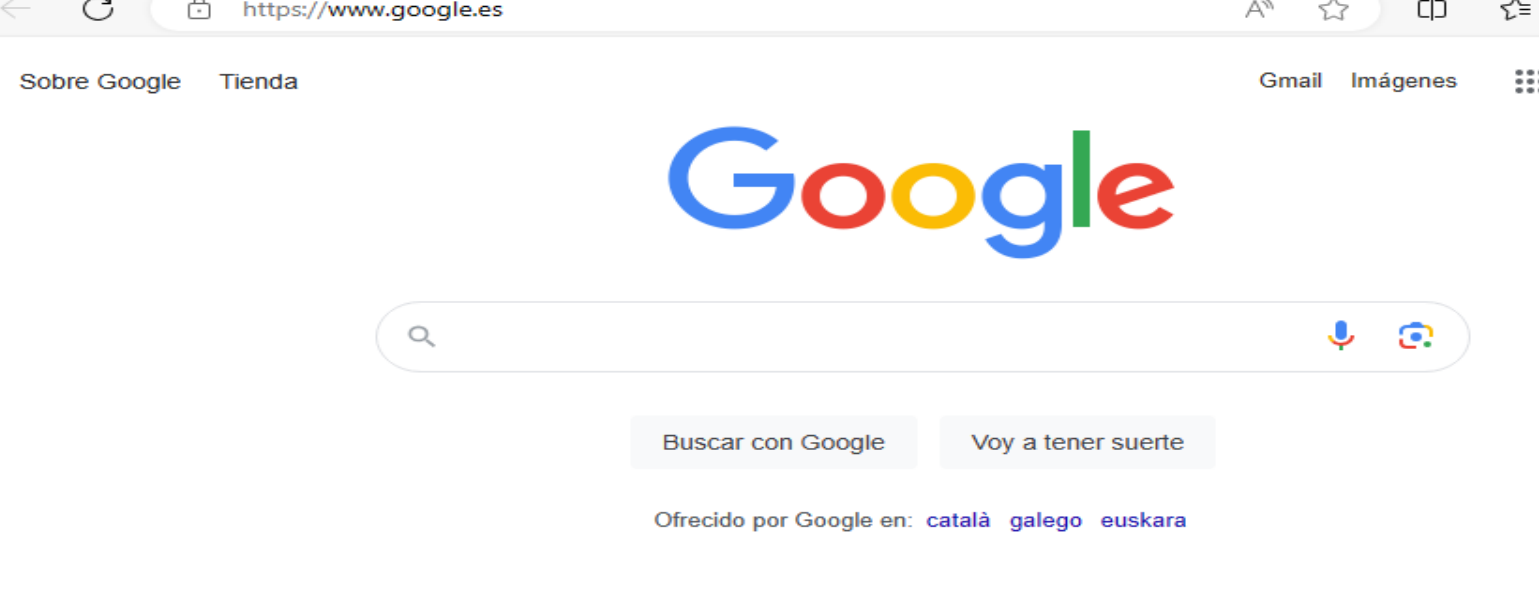 https://www.google.es
Sobre Google Tienda Gmail Imágenes
Google
Buscar con Google Voy a tener suerte
Ofrecido por Google en: català galego euskara